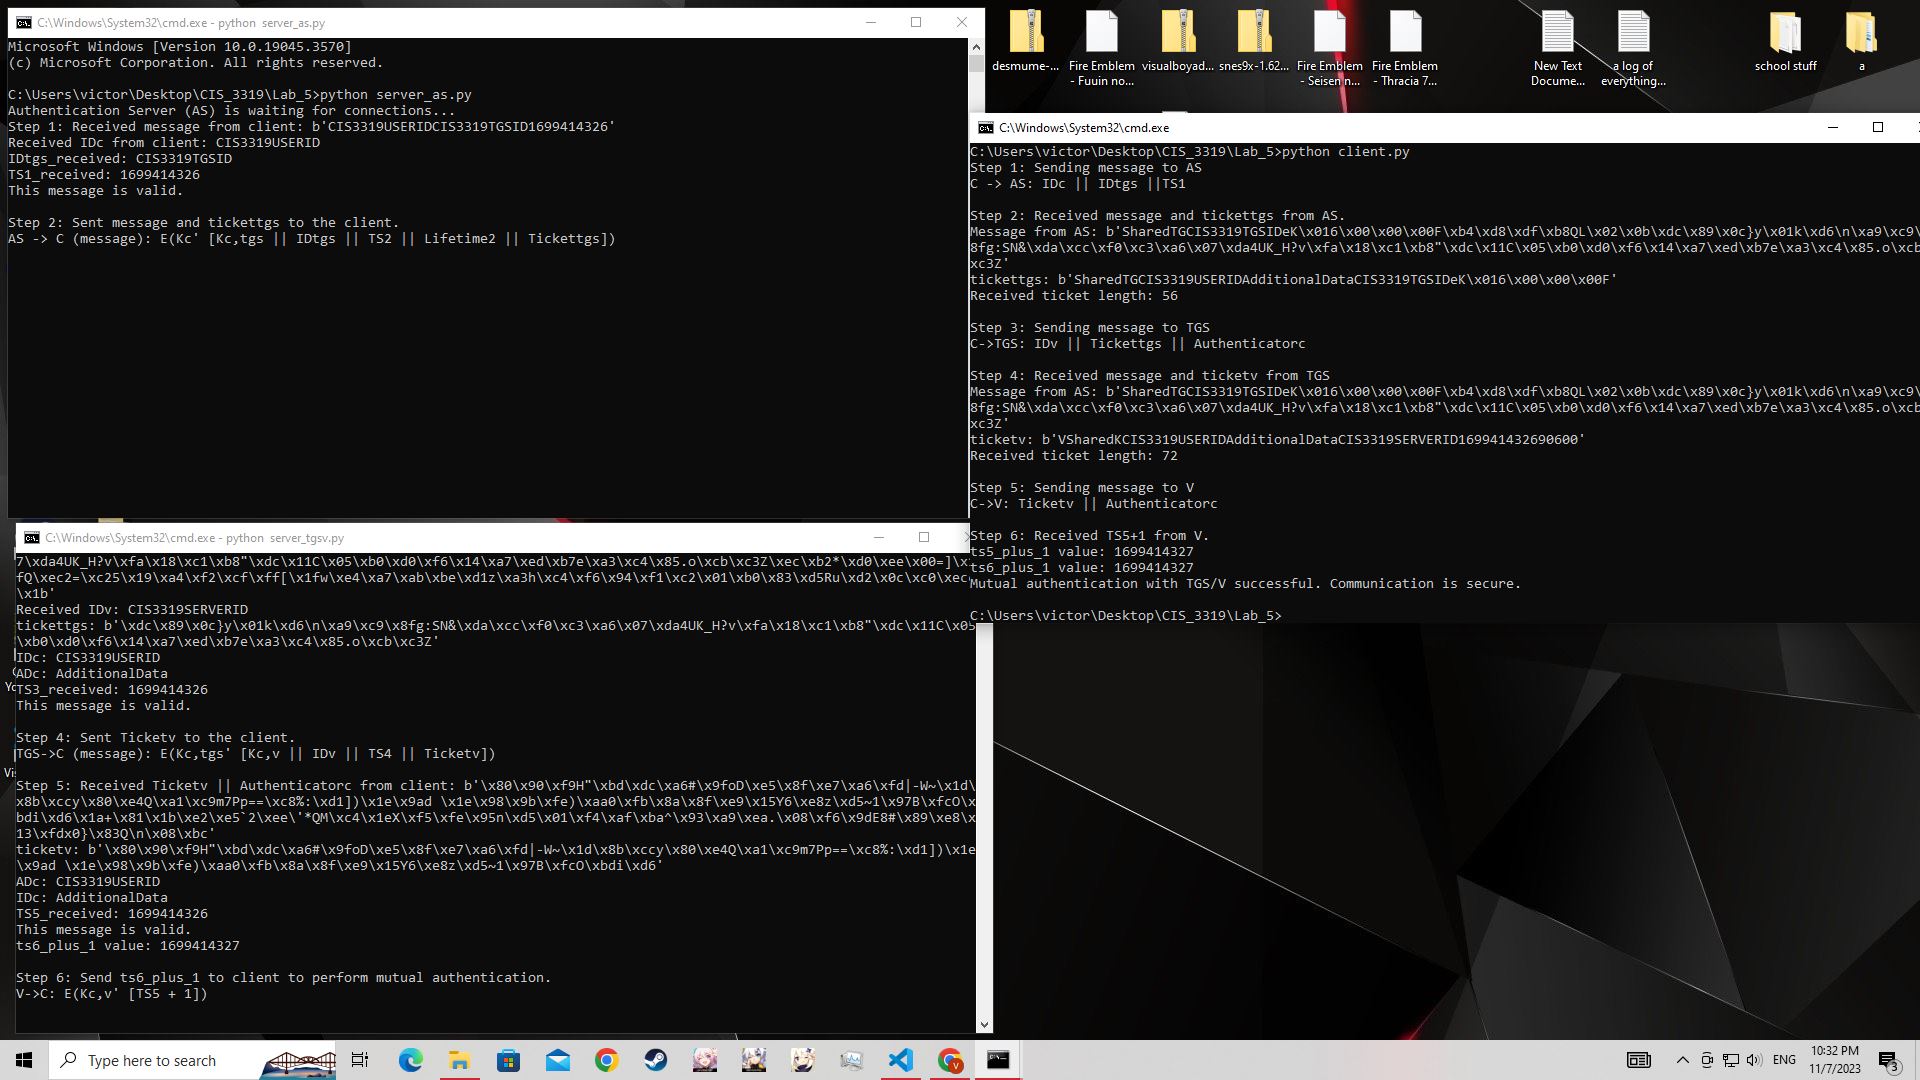 C:\Windows\System32\cmd.exe - python  server_as.py
Microsoft Windows [Version 10.0.19045.3570]
(c) Microsoft Corporation. All rights reserved.
C:\Users\victor\Desktop\CIS_3319\Lab_5>python server_as.py
Authentication Server (AS) is waiting for connections...
Step 1: Received message from client: b'CIS3319USERIDCIS3319TGSID1699414326'
Received IDc from client: CIS3319USERID
IDtgs_received: CIS3319TGSID
TS1_received: 1699414326
This message is valid.
Step 2: Sent message and tickettgs to the client.
AS -> C (message): E(Kc' [Kc,tgs || IDtgs || TS2 || Lifetime2 || Tickettgs])
desmume-...
Fire Emblem
- Fuuin no...
visualboyad...
snes9x-1.62...
Fire Emblem
- Seisen n...
Fire Emblem
- Thracia 7...
New Text
Docume...
a log of
everything...
school stuff
a
C:\Windows\System32\cmd.exe
C:\Users\victor\Desktop\CIS_3319\Lab_5>python client.py
Step 1: Sending message to AS
C -> AS: IDc || IDtgs ||TS1
Step 2: Received message and tickettgs from AS.
Message from AS: b'SharedTGCIS3319TGSIDeK\x016\x00\x00\x00F\xb4\xd8\xdf\xb8QL\x02\x0b\xdc\x89\x0c}y\x01k\xd6\n\xa9\xc9\
8fg:SN&\xda\xcc\xf0\xc3\xa6\x07\xda4UK_H?v\xfa\x18\xc1\xb8"\xdc\x11C\x05\xb0\xd0\xf6\x14\xa7\xed\xb7e\xa3\xc4\x85.o\xcb
xc3Z'
tickettgs: b'SharedTGCIS3319USERIDAdditionalDataCIS3319TGSIDeK\x016\x00\x00\x00F'
Received ticket length: 56
Step 3: Sending message to TGS
C->TGS: IDv || Tickettgs || Authenticatorc
Step 4: Received message and ticketv from TGS
Message from AS: b'SharedTGCIS3319TGSIDeK\x016\x00\x00\x00F\xb4\xd8\xdf\xb8QL\x02\x0b\xdc\x89\x0c}y\x01k\xd6\n\xa9\xc9\
8fg:SN&\xda\xcc\xf0\xc3\xa6\x07\xda4UK_H?v\xfa\x18\xc1\xb8"\xdc\x11C\x05\xb0\xd0\xf6\x14\xa7\xed\xb7e\xa3\xc4\x85.o\xcb
xc3Z'
ticketv: b'VSharedKCIS3319USERIDAdditionalDataCIS3319SERVERID169941432690600'
Received ticket length: 72
Step 5: Sending message to V
C->V: Ticketv || Authenticatorc
Step 6: Received TS5+1 from V.
ts5_plus_1 value: 1699414327
ts6_plus_1 value: 1699414327
Mutual authentication with TGS/V successful. Communication is secure.
C:\Users\victor\Desktop\CIS_3319\Lab_5>
C:\Windows\System32\cmd.exe - python  server_tgsv.py
7\xda4UK_H?v\xfa\x18\xc1\xb8"\xdc\x11C\x05\xb0\xd0\xf6\x14\xa7\xed\xb7e\xa3\xc4\x85.o\xcb\xc3Z\xec\xb2*\xd0\xee\x00=]\x
fQ\xec2=\xc25\x19\xa4\xf2\xcf\xff[\x1fw\xe4\xa7\xab\xbe\xd1z\xa3h\xc4\xf6\x94\xf1\xc2\x01\xb0\x83\xd5Ru\xd2\x0c\xc0\xec
\x1b'
Received IDv: CIS3319SERVERID
tickettgs: b'\xdc\x89\x0c}y\x01k\xd6\n\xa9\xc9\x8fg:SN&\xda\xcc\xf0\xc3\xa6\x07\xda4UK_H?v\xfa\x18\xc1\xb8"\xdc\x11C\x05
\xb0\xd0\xf6\x14\xa7\xed\xb7e\xa3\xc4\x85.o\xcb\xc3Z'
IDc: CIS3319USERID
ADc: AdditionalData
TS3_received: 1699414326
This message is valid.
Step 4: Sent Ticketv to the client.
TGS->C (message): E(Kc,tgs' [Kc,v || IDv || TS4 || Ticketv])
Step 5: Received Ticketv || Authenticatorc from client: b'\x80\x90\xf9H"\xbd\xdc\xa6#\x9foD\xe5\x8f\xe7\xa6\xfd|-W~\x1d\
x8b\xccy\x80\xe4Q\xa1\xc9m7Pp==\xc8%:\xd1])\x1e\x9ad \x1e\x98\x9b\xfe)\xaa0\xfb\x8a\x8f\xe9\x15Y6\xe8z\xd5~1\x97B\xfcO\x
bdi\xd6\x1a+\x81\x1b\xe2\xe5`2\xee\'*QM\xc4\x1eX\xf5\xfe\x95n\xd5\x01\xf4\xaf\xba^\x93\xa9\xea.\x08\xf6\x9dE8#\x89\xe8\x
13\xfdx0}\x83Q\n\x08\xbc'
ticketv: b'\x80\x90\xf9H"\xbd\xdc\xa6#\x9foD\xe5\x8f\xe7\xa6\xfd|-W~\x1d\x8b\xccy\x80\xe4Q\xa1\xc9m7Pp==\xc8%:\xd1])\x1e
\x9ad \x1e\x98\x9b\xfe)\xaa0\xfb\x8a\x8f\xe9\x15Y6\xe8z\xd5~1\x97B\xfcO\xbdi\xd6'
ADc: CIS3319USERID
IDc: AdditionalData
TS5_received: 1699414326
This message is valid.
ts6_plus_1 value: 1699414327
Step 6: Send ts6_plus_1 to client to perform mutual authentication.
V->C: E(Kc,v' [TS5 + 1])
Type here to search
ENG
10:32 PM
11/7/2023
3